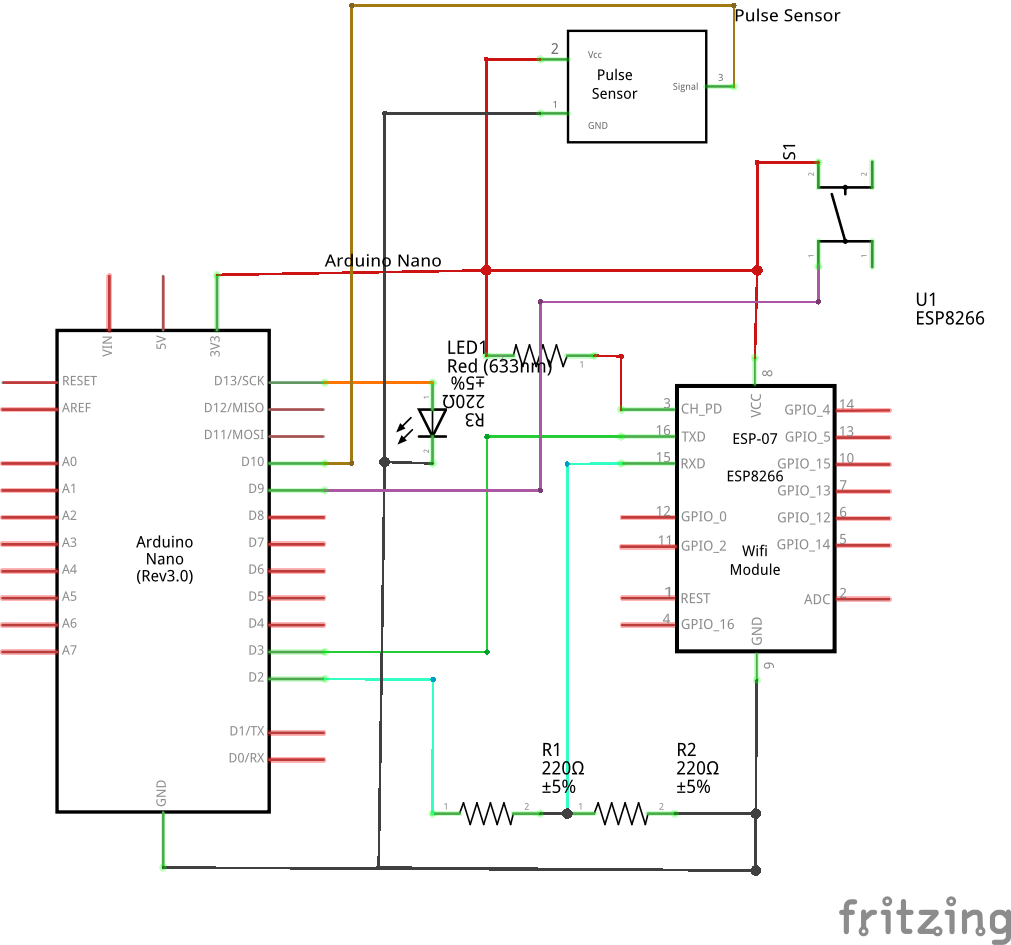 Pulse Sensor
2
Vcc
Pulse
Sensor
Signal
3
1
GND
S1
2
2
1
1
Arduino Nano
VIN
5V
3V3
RESET
AREF
A0
A1
A2
A3
A4
A5
A6
A7
D13/SCK
D12/MISO
D11/MOSI
D10
D9
D8
D7
D6
D5
D4
D3
D2
D1/TX
D0/RX
GND
Arduino
Nano
(Rev3.0)
LED1
Red (633nm)
1
2
R3
220Ω
±5%
1
U1
ESP8266
8
VCC
3 CH_PD
16 TXD
15 RXD
12 GPIO_0
11 GPIO_2
1 REST
4 GPIO_16
GPIO_4 14
GPIO_5 13
GPIO_15 10
GPIO_13 7
GPIO_12 6
GPIO_14 5
ADC 2
ESP-07
ESP8266
Wifi
Module
GND
9
R1
220Ω
±5%
1
2
R2
220Ω
±5%
1
2
fritzing